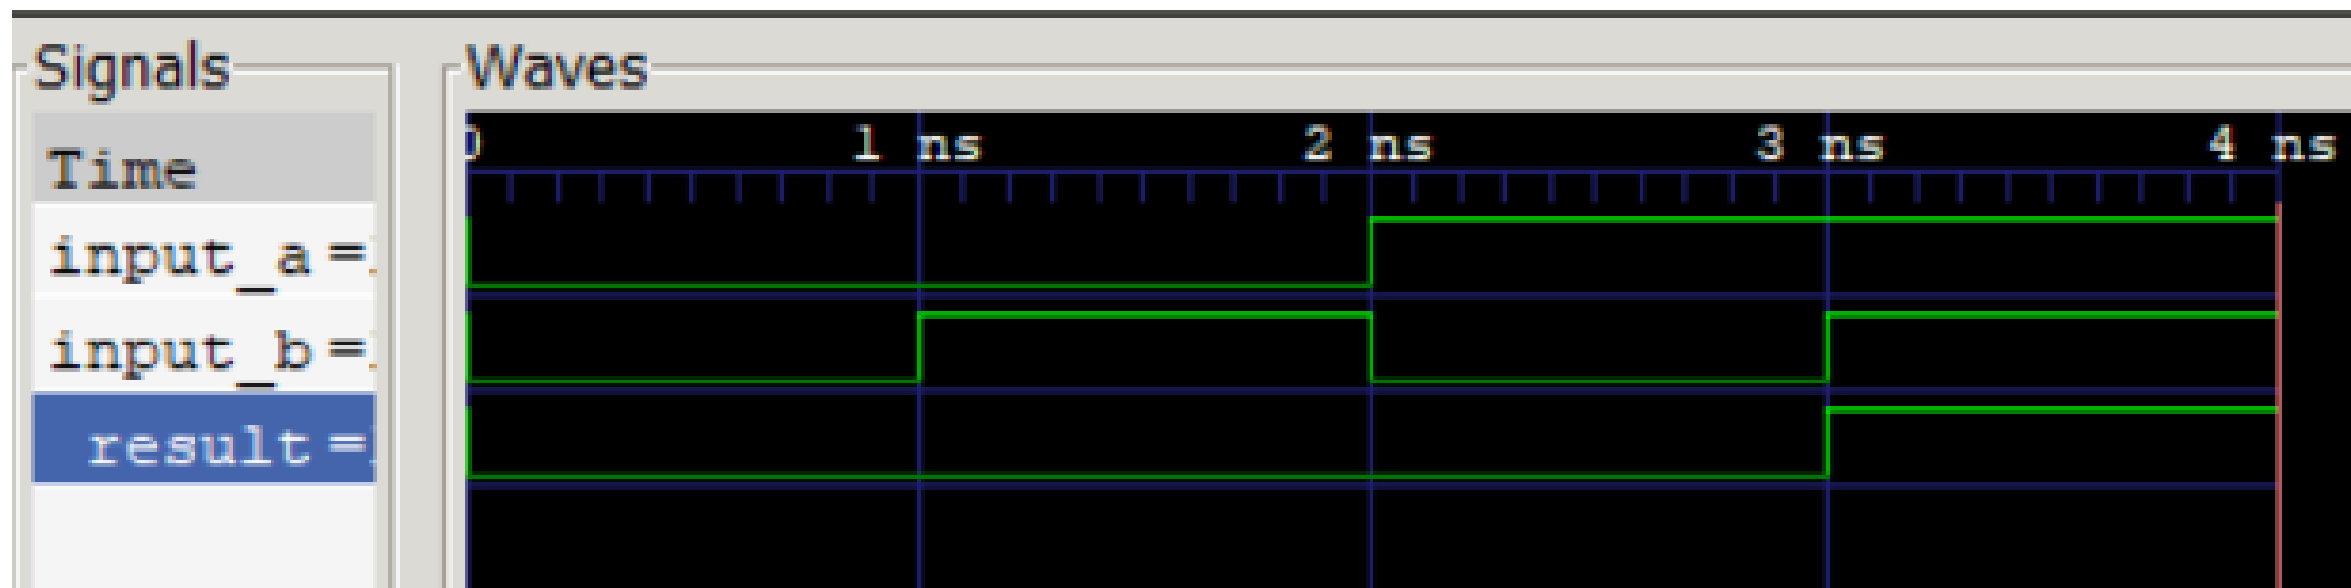 Signals
Waves
0 1 ns 2 ns 3 ns 4 ns
Time
input_a =
input_b =
result =